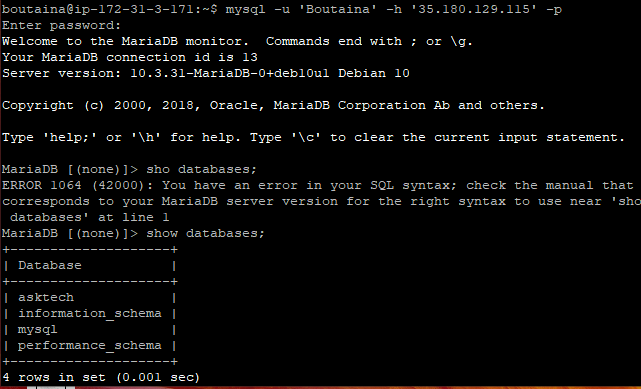 boutaina@ip-172-31-3-171:~$ mysql -u 'Boutaina' -h '35.180.129.115' -p
Enter password:
Welcome to the MariaDB monitor.  Commands end with ; or \g.
Your MariaDB connection id is 13
Server version: 10.3.31-MariaDB-0+deb10u1 Debian 10

Copyright (c) 2000, 2018, Oracle, MariaDB Corporation Ab and others.

Type 'help;' or '\h' for help. Type '\c' to clear the current input statement.

MariaDB [(none)]> sho databases;
ERROR 1064 (42000): You have an error in your SQL syntax; check the manual that
corresponds to your MariaDB server version for the right syntax to use near 'sho
 databases' at line 1
MariaDB [(none)]> show databases;
+--------------------+
| Database           |
+--------------------+
| asktech            |
| information_schema |
| mysql              |
| performance_schema |
+--------------------+
4 rows in set (0.001 sec)